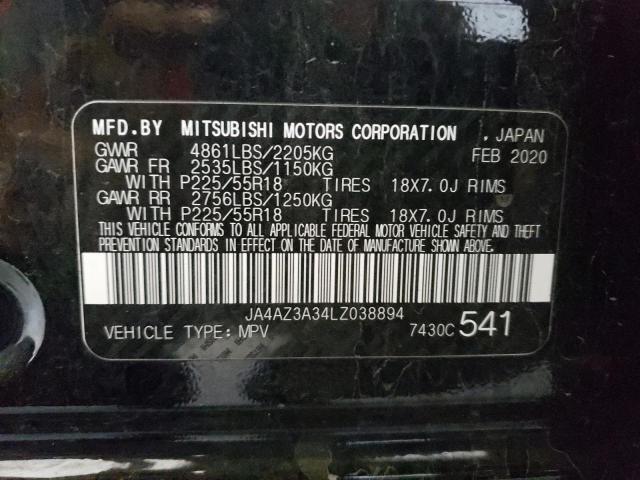 MFD.BY MITSUBISHI MOTORS CORPORATION . JAPAN
GVWR 4861LBS/2205KG FEB 2020
GAWR FR 2535LBS/1150KG
WITH P225/55R18 TIRES 18X7.0J RIMS
GAWR RR 2756LBS/1250KG
WITH P225/55R18 TIRES 18X7.0J RIMS
THIS VEHICLE CONFORMS TO ALL APPLICABLE FEDERAL MOTOR VEHICLE SAFETY AND THEFT
PREVENTION STANDARDS IN EFFECT ON THE DATE OF MANUFACTURE SHOWN ABOVE.
JA4AZ3A34LZ038894
VEHICLE TYPE: MPV 7430C 541